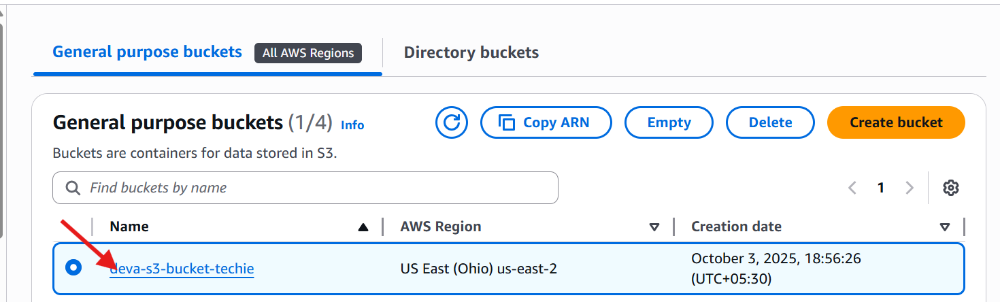 General purpose buckets All AWS Regions Directory buckets
General purpose buckets (1/4) Info Copy ARN Empty Delete Create bucket
Buckets are containers for data stored in S3.
Find buckets by name 1
Name AWS Region Creation date
deva-s3-bucket-techie US East (Ohio) us-east-2 October 3, 2025, 18:56:26
(UTC+05:30)